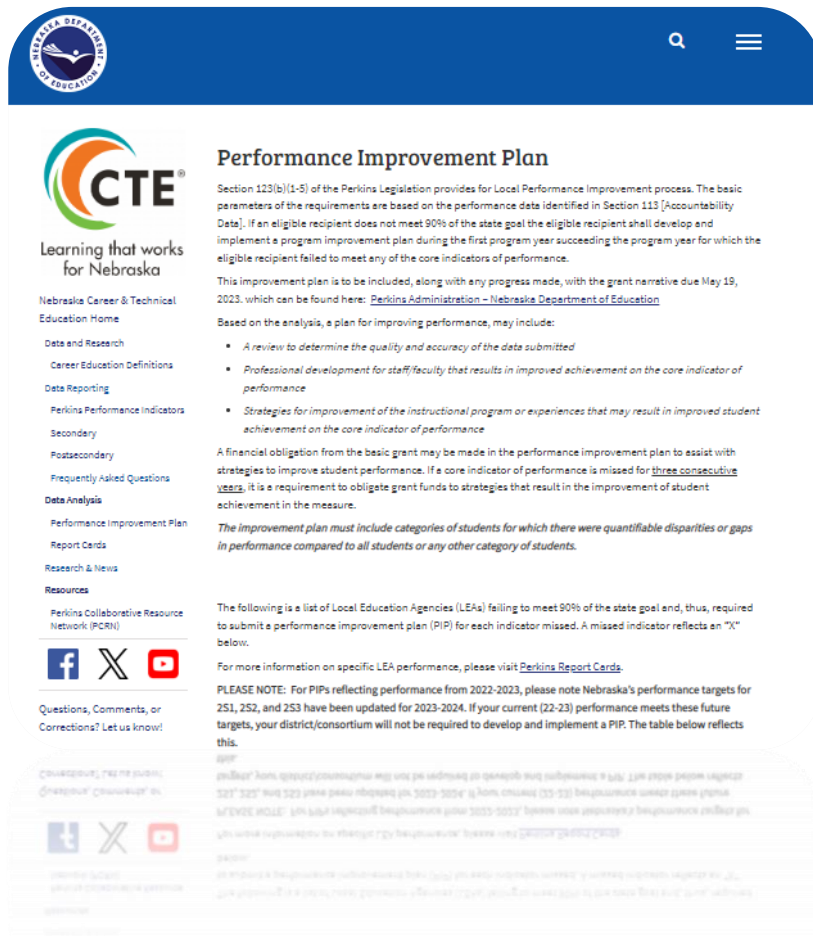 NEBRASKA DEPARTMENT
OF EDUCATION
CTE®
Learning that works
for Nebraska
Nebraska Career & Technical
Education Home
Data and Research
Career Education Definitions
Data Reporting
Perkins Performance Indicators
Secondary
Postsecondary
Frequently Asked Questions
Data Analysis
Performance Improvement Plan
Report Cards
Research & News
Resources
Perkins Collaborative Resource
Network (PCRN)
Questions, Comments, or
Corrections? Let us know!
Performance Improvement Plan
Section 123(b)(1-5) of the Perkins Legislation provides for Local Performance Improvement process. The basic
parameters of the requirements are based on the performance data identified in Section 113 [Accountability
Data]. If an eligible recipient does not meet 90% of the state goal the eligible recipient shall develop and
implement a program improvement plan during the first program year succeeding the program year for which the
eligible recipient failed to meet any of the core indicators of performance.
This improvement plan is to be included, along with any progress made, with the grant narrative due May 19,
2023. which can be found here: Perkins Administration – Nebraska Department of Education
Based on the analysis, a plan for improving performance, may include:
▪ A review to determine the quality and accuracy of the data submitted
▪ Professional development for staff/faculty that results in improved achievement on the core indicator of
performance
▪ Strategies for improvement of the instructional program or experiences that may result in improved student
achievement on the core indicator of performance
A financial obligation from the basic grant may be made in the performance improvement plan to assist with
strategies to improve student performance. If a core indicator of performance is missed for three consecutive
years, it is a requirement to obligate grant funds to strategies that result in the improvement of student
achievement in the measure.
The improvement plan must include categories of students for which there were quantifiable disparities or gaps
in performance compared to all students or any other category of students.
The following is a list of Local Education Agencies (LEAs) failing to meet 90% of the state goal and, thus, required
to submit a performance improvement plan (PIP) for each indicator missed. A missed indicator reflects an "X"
below.
For more information on specific LEA performance, please visit Perkins Report Cards.
PLEASE NOTE: For PIPs reflecting performance from 2022-2023, please note Nebraska's performance targets for
2S1, 2S2, and 2S3 have been updated for 2023-2024. If your current (22-23) performance meets these future
targets, your district/consortium will not be required to develop and implement a PIP. The table below reflects
this.